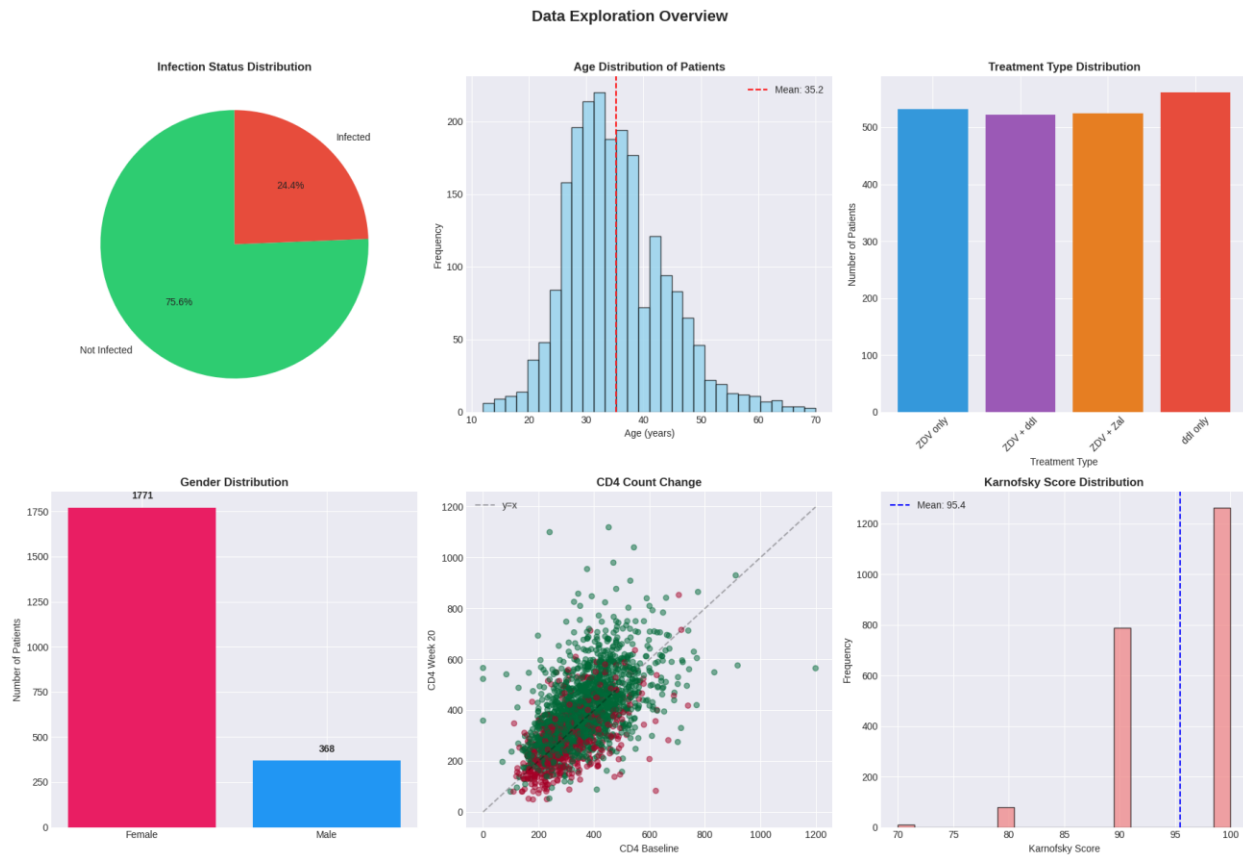 Data Exploration Overview
Infection Status Distribution
Infected
24.4%
75.6%
Not Infected
Age Distribution of Patients
Mean: 35.2
Frequency
200
150
100
50
0
10 20 30 40 50 60 70
Age (years)
Treatment Type Distribution
Number of Patients
500
400
300
200
100
0
ZDV only
ZDV + ddI
ZDV + Zal
ddI only
Treatment Type
Gender Distribution
1771
368
Number of Patients
1750
1500
1250
1000
750
500
250
0
Female Male
CD4 Count Change
y=x
CD4 Week 20
1200
1000
800
600
400
200
0
0 200 400 600 800 1000 1200
CD4 Baseline
Karnofsky Score Distribution
Mean: 95.4
Frequency
1200
1000
800
600
400
200
0
70 75 80 85 90 95 100
Karnofsky Score